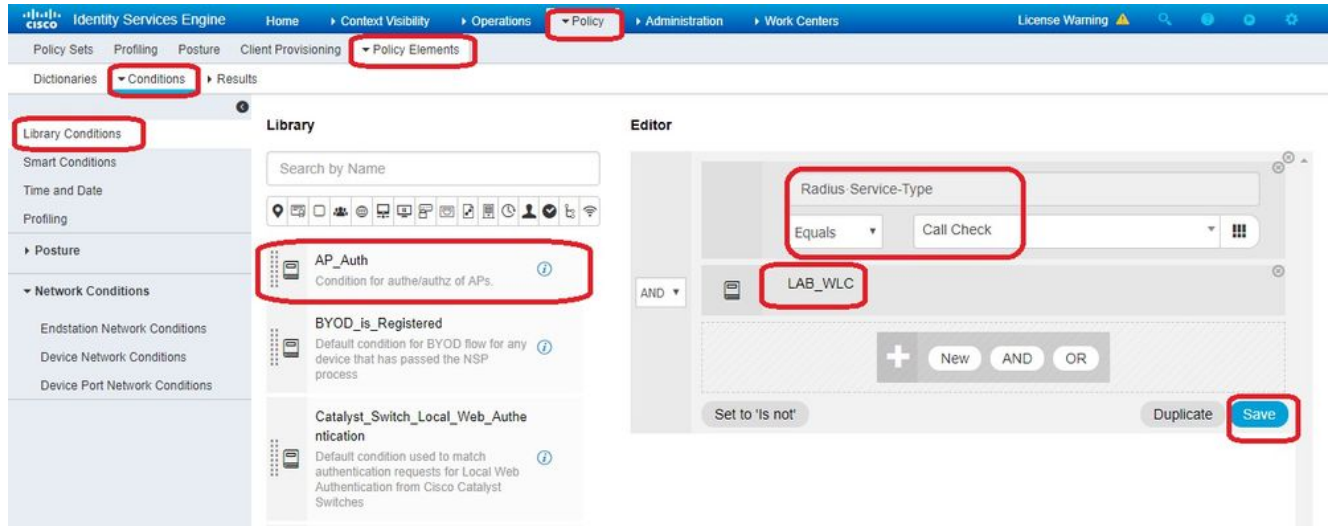 cisco Identity Services Engine Home Context Visibility Operations Policy Administration Work Centers License Warning
Policy Sets Profiling Posture Client Provisioning Policy Elements
Dictionaries Conditions Results
Library Conditions
Smart Conditions
Time and Date
Profiling
Posture
Network Conditions
Endstation Network Conditions
Device Network Conditions
Device Port Network Conditions
Library
Search by Name
AP_Auth
Condition for authe/authz of APs.
BYOD_is_Registered
Default condition for BYOD flow for any
device that has passed the NSP
process
Catalyst_Switch_Local_Web_Authe
ntication
Default condition used to match
authentication requests for Local Web
Authentication from Cisco Catalyst
Switches
Editor
Radius·Service-Type
Equals Call Check
AND LAB_WLC
New AND OR
Set to 'Is not' Duplicate Save